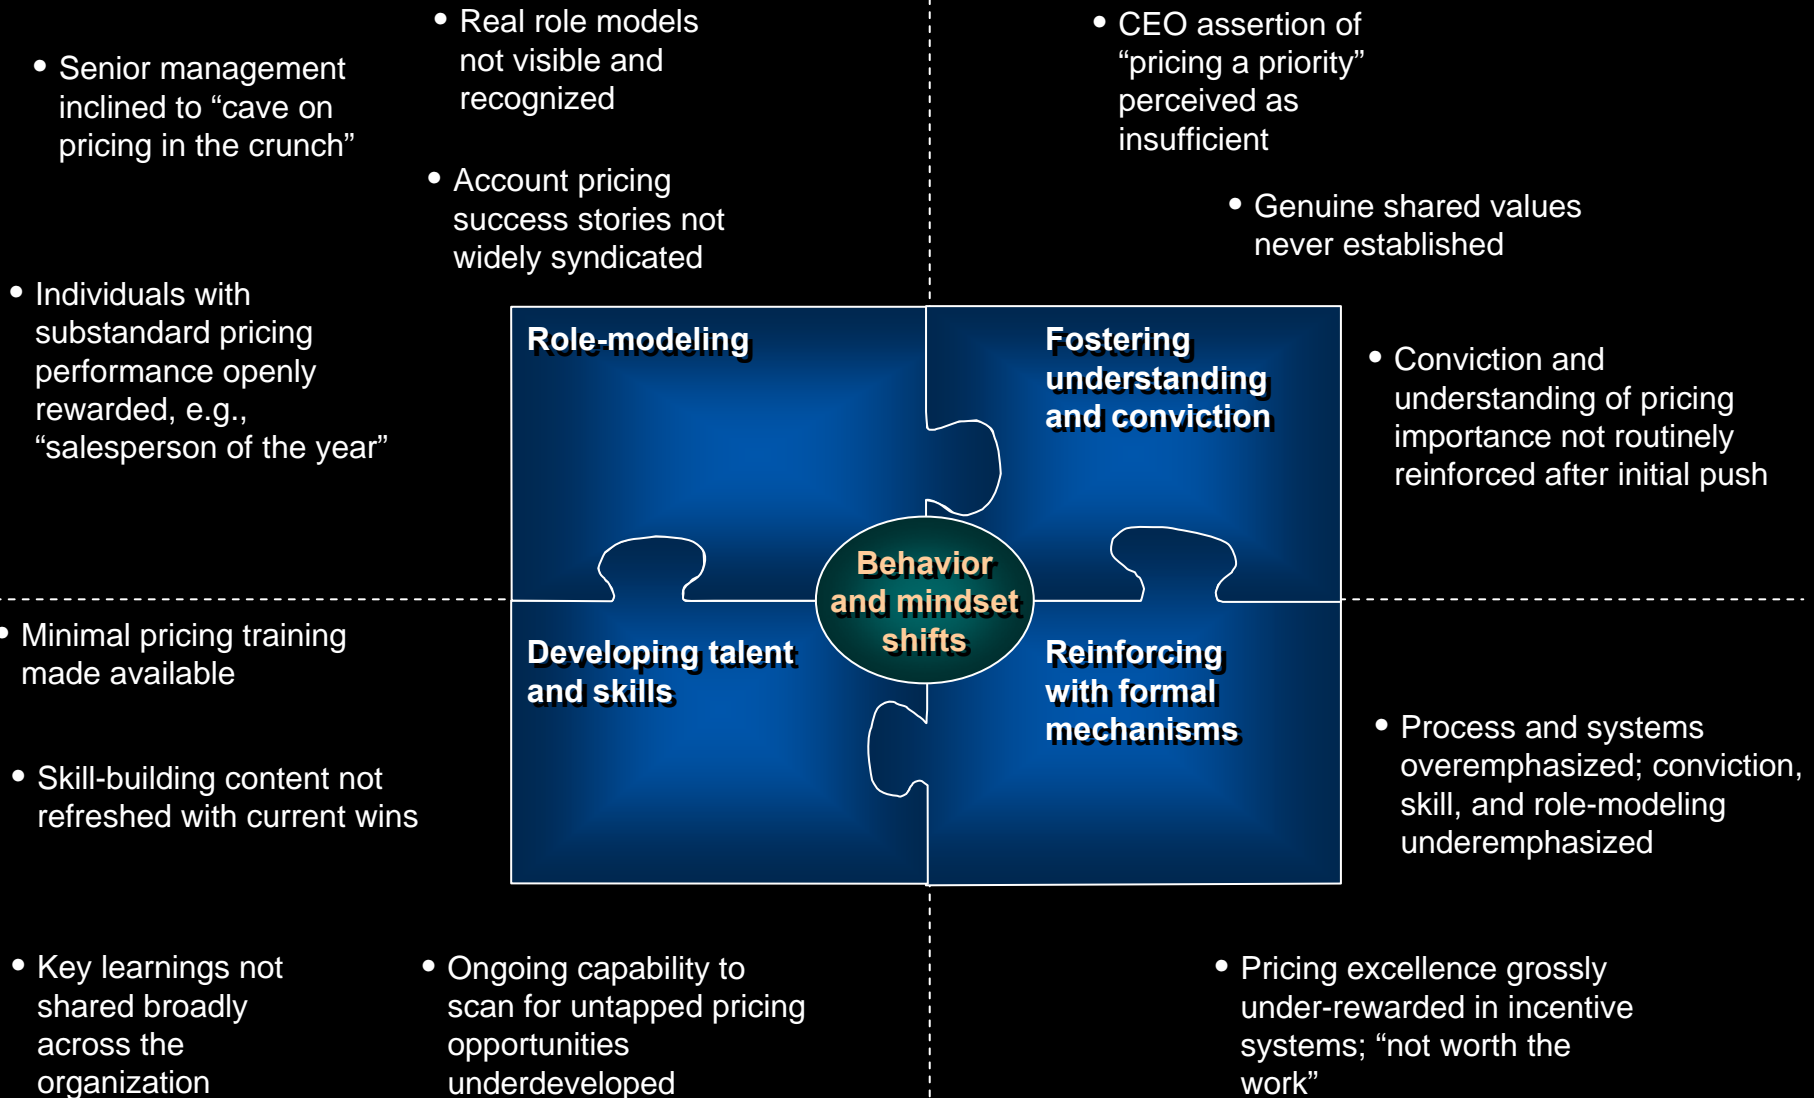 • Senior management
inclined to “cave on
pricing in the crunch”
• Real role models
not visible and
recognized
• Account pricing
success stories not
widely syndicated
• Individuals with
substandard pricing
performance openly
rewarded, e.g.,
“salesperson of the year”
• CEO assertion of
“pricing a priority”
perceived as
insufficient
• Genuine shared values
never established
• Conviction and
understanding of pricing
importance not routinely
reinforced after initial push
Role-modeling
Fostering
understanding
and conviction
Behavior
and mindset
shifts
Developing talent
and skills
Reinforcing
with formal
mechanisms
• Minimal pricing training
made available
• Skill-building content not
refreshed with current wins
• Key learnings not
shared broadly
across the
organization
• Ongoing capability to
scan for untapped pricing
opportunities
underdeveloped
• Process and systems
overemphasized; conviction,
skill, and role-modeling
underemphasized
• Pricing excellence grossly
under-rewarded in incentive
systems; “not worth the
work”